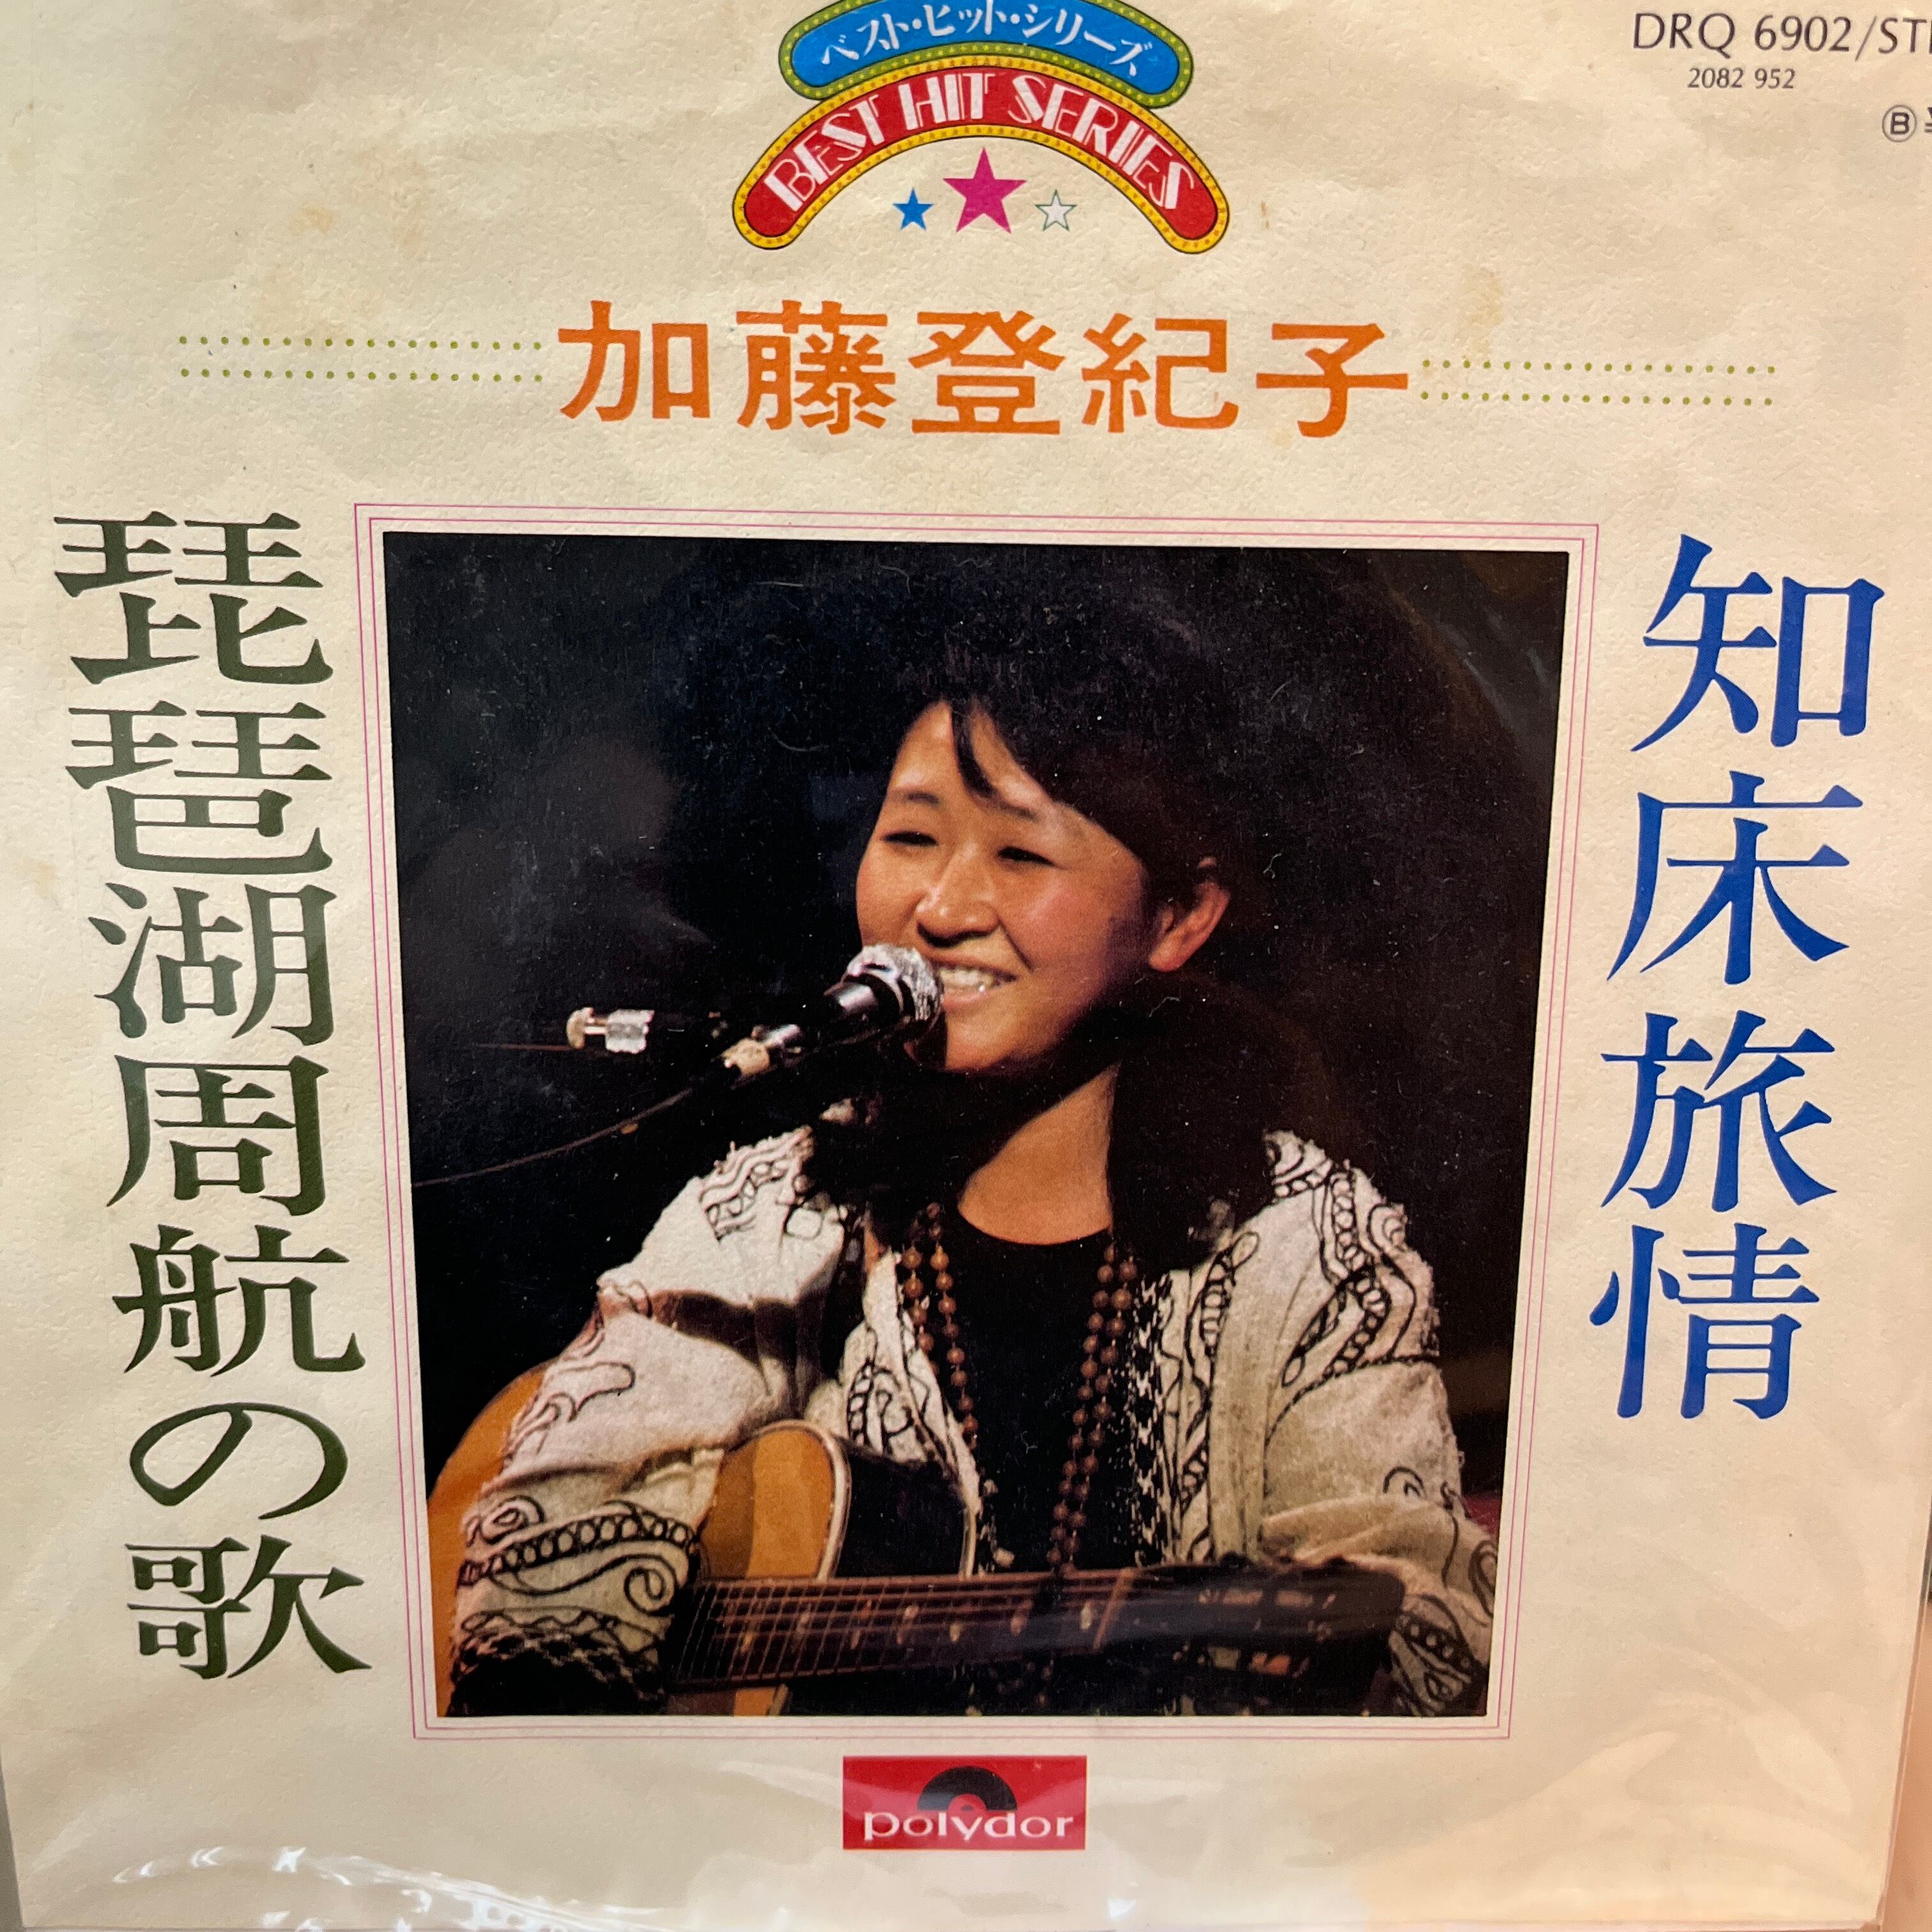 ベスト・ヒット・シリーズ
BEST HIT SERIES
DRQ 6902/STE
2082 952
Ⓑ
加藤登紀子
知床旅情
琵琶湖周航の歌
polydor